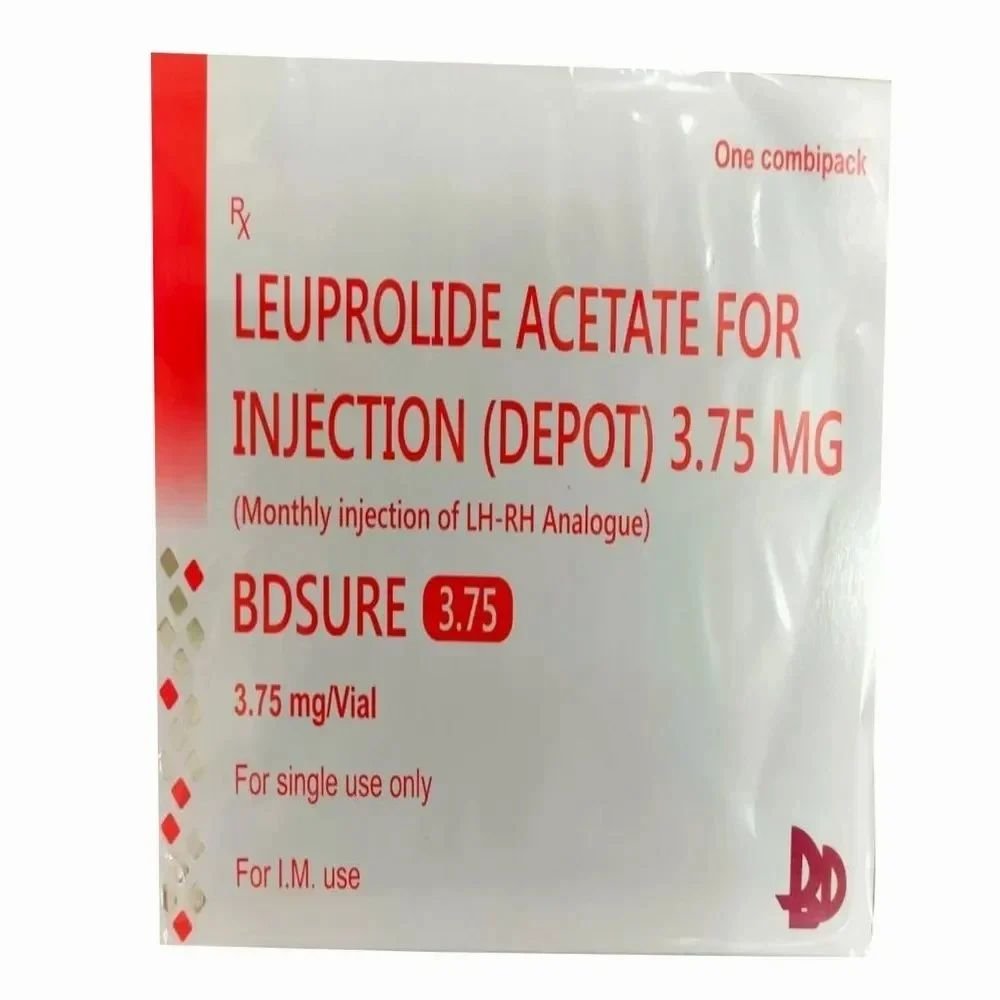 One combipack
Rx
LEUPROLIDE ACETATE FOR
INJECTION (DEPOT) 3.75 MG
(Monthly injection of LH-RH Analogue)
BDSURE 3.75
3.75 mg/Vial
For single use only
For I.M. use
BD